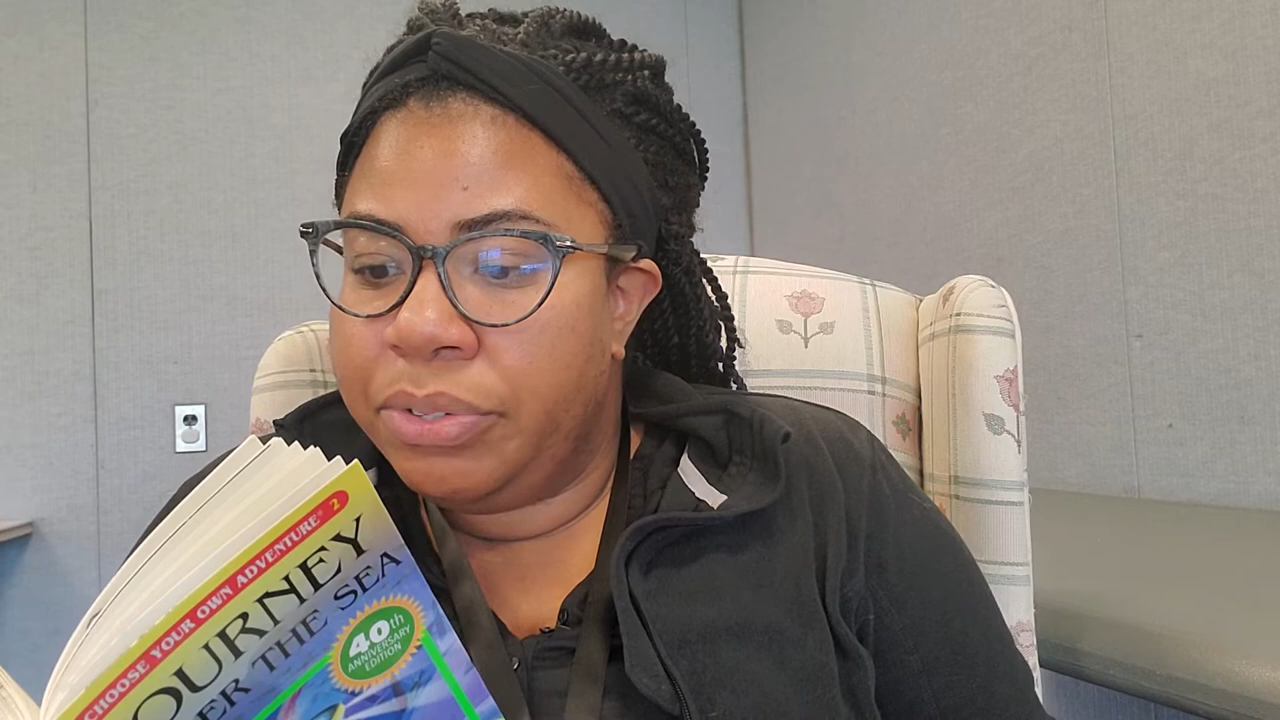 CHOOSE YOUR OWN ADVENTURE® 2
OURNEY
ER THE SEA
40th
ANNIVERSARY
EDITION